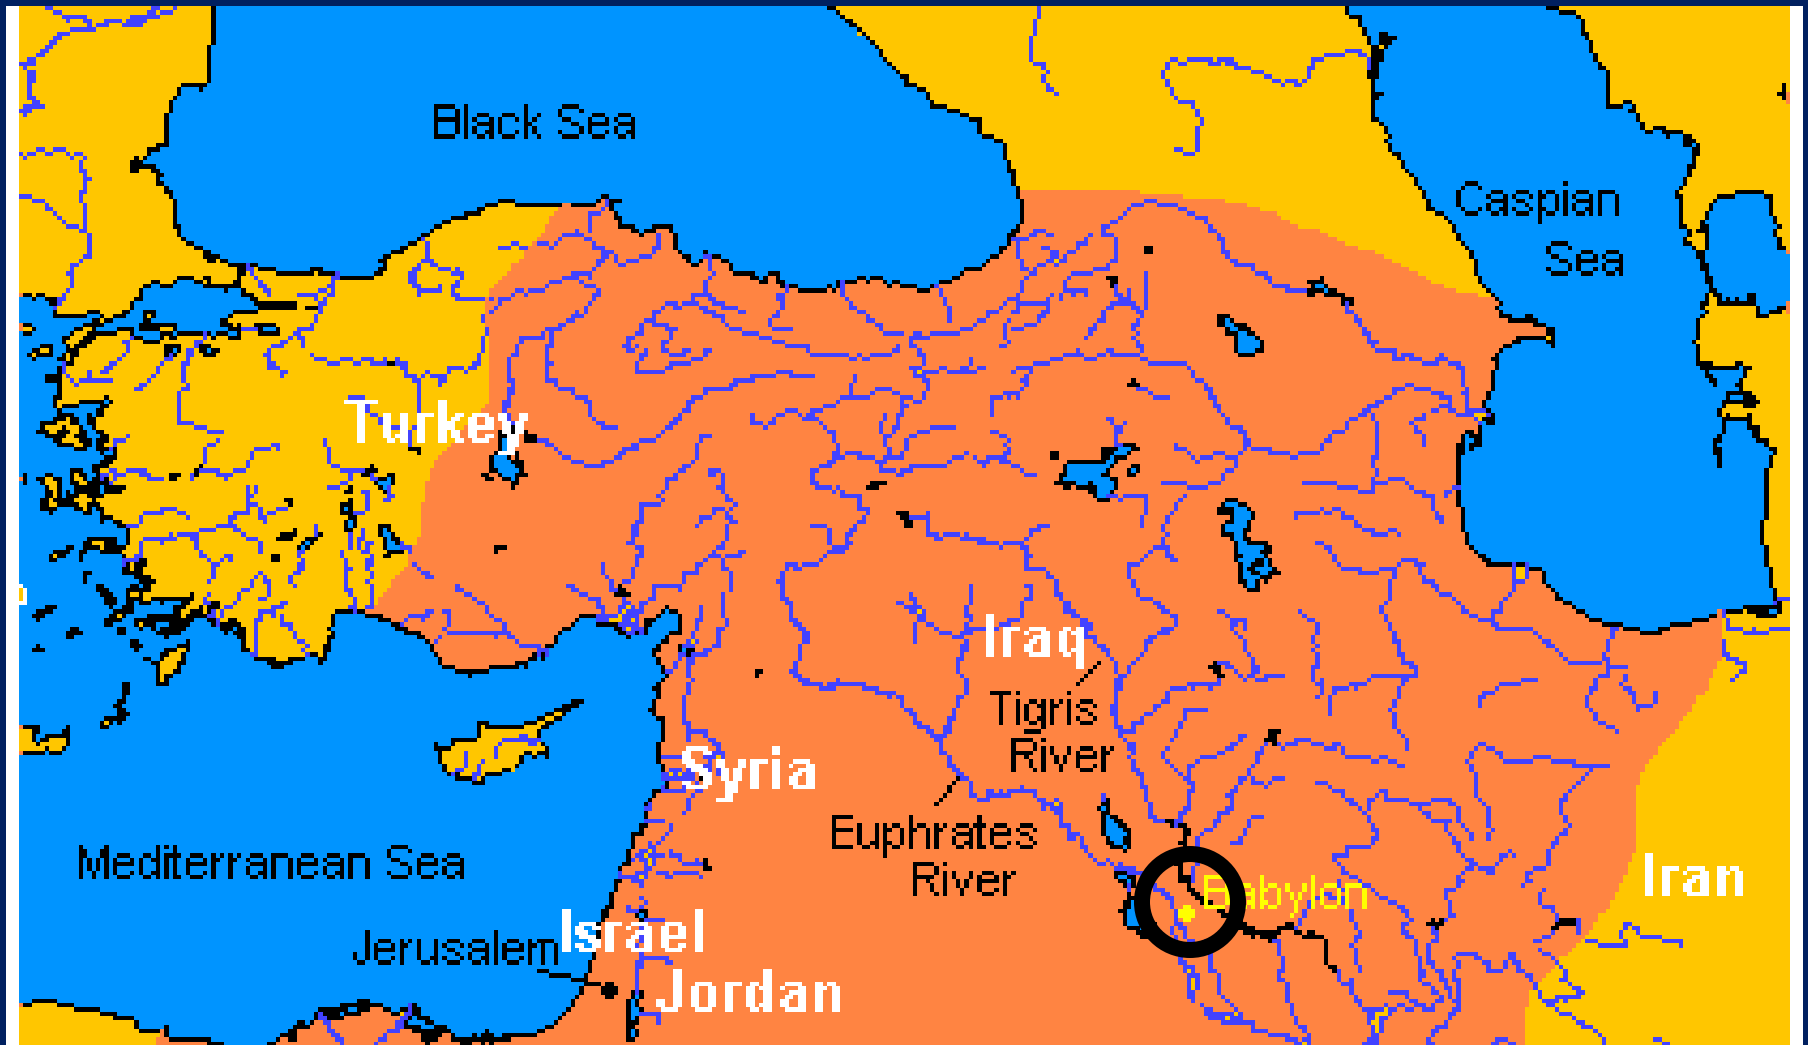 Black Sea
Caspian
Sea
Turkey
Iraq
Tigris
River
Syria
Euphrates
River
Mediterranean Sea
Iran
Babylon
Israel
Jerusalem
Jordan